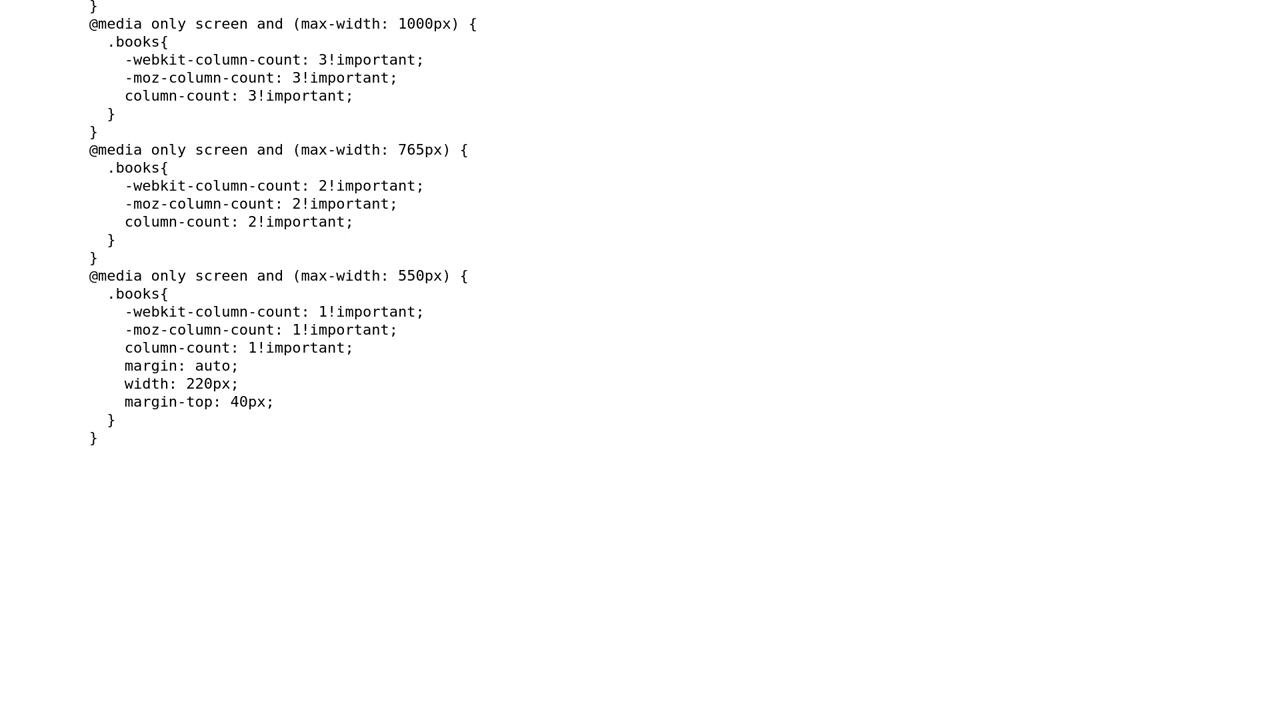 }
@media only screen and (max-width: 1000px) {
  .books{
    -webkit-column-count: 3!important;
    -moz-column-count: 3!important;
    column-count: 3!important;
  }
}
@media only screen and (max-width: 765px) {
  .books{
    -webkit-column-count: 2!important;
    -moz-column-count: 2!important;
    column-count: 2!important;
  }
}
@media only screen and (max-width: 550px) {
  .books{
    -webkit-column-count: 1!important;
    -moz-column-count: 1!important;
    column-count: 1!important;
    margin: auto;
    width: 220px;
    margin-top: 40px;
  }
}